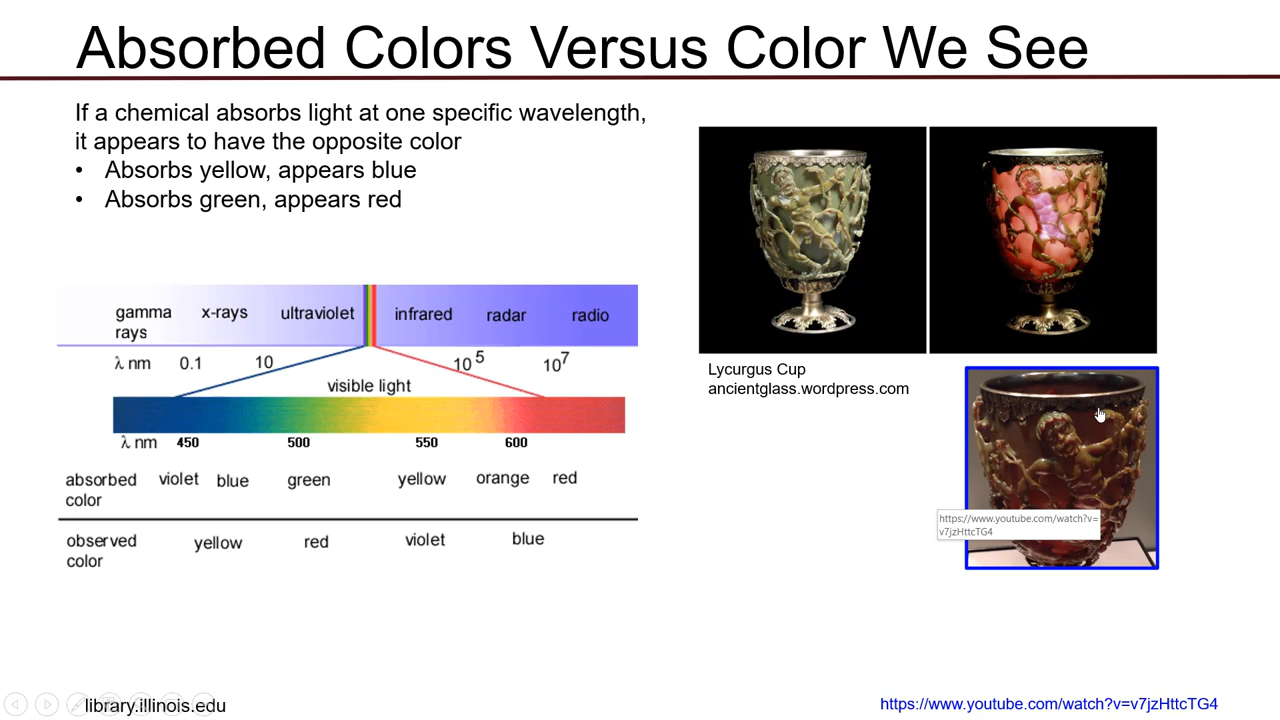 Absorbed Colors Versus Color We See
If a chemical absorbs light at one specific wavelength,
it appears to have the opposite color
• Absorbs yellow, appears blue
• Absorbs green, appears red
gamma rays x-rays ultraviolet infrared radar radio
λ nm 0.1 10 10⁵ 10⁷
visible light
λ nm 450 500 550 600
absorbed color violet blue green yellow orange red
observed color yellow red violet blue
Lycurgus Cup
ancientglass.wordpress.com
https://www.youtube.com/watch?v=
v7jzHttcTG4
library.illinois.edu
https://www.youtube.com/watch?v=v7jzHttcTG4